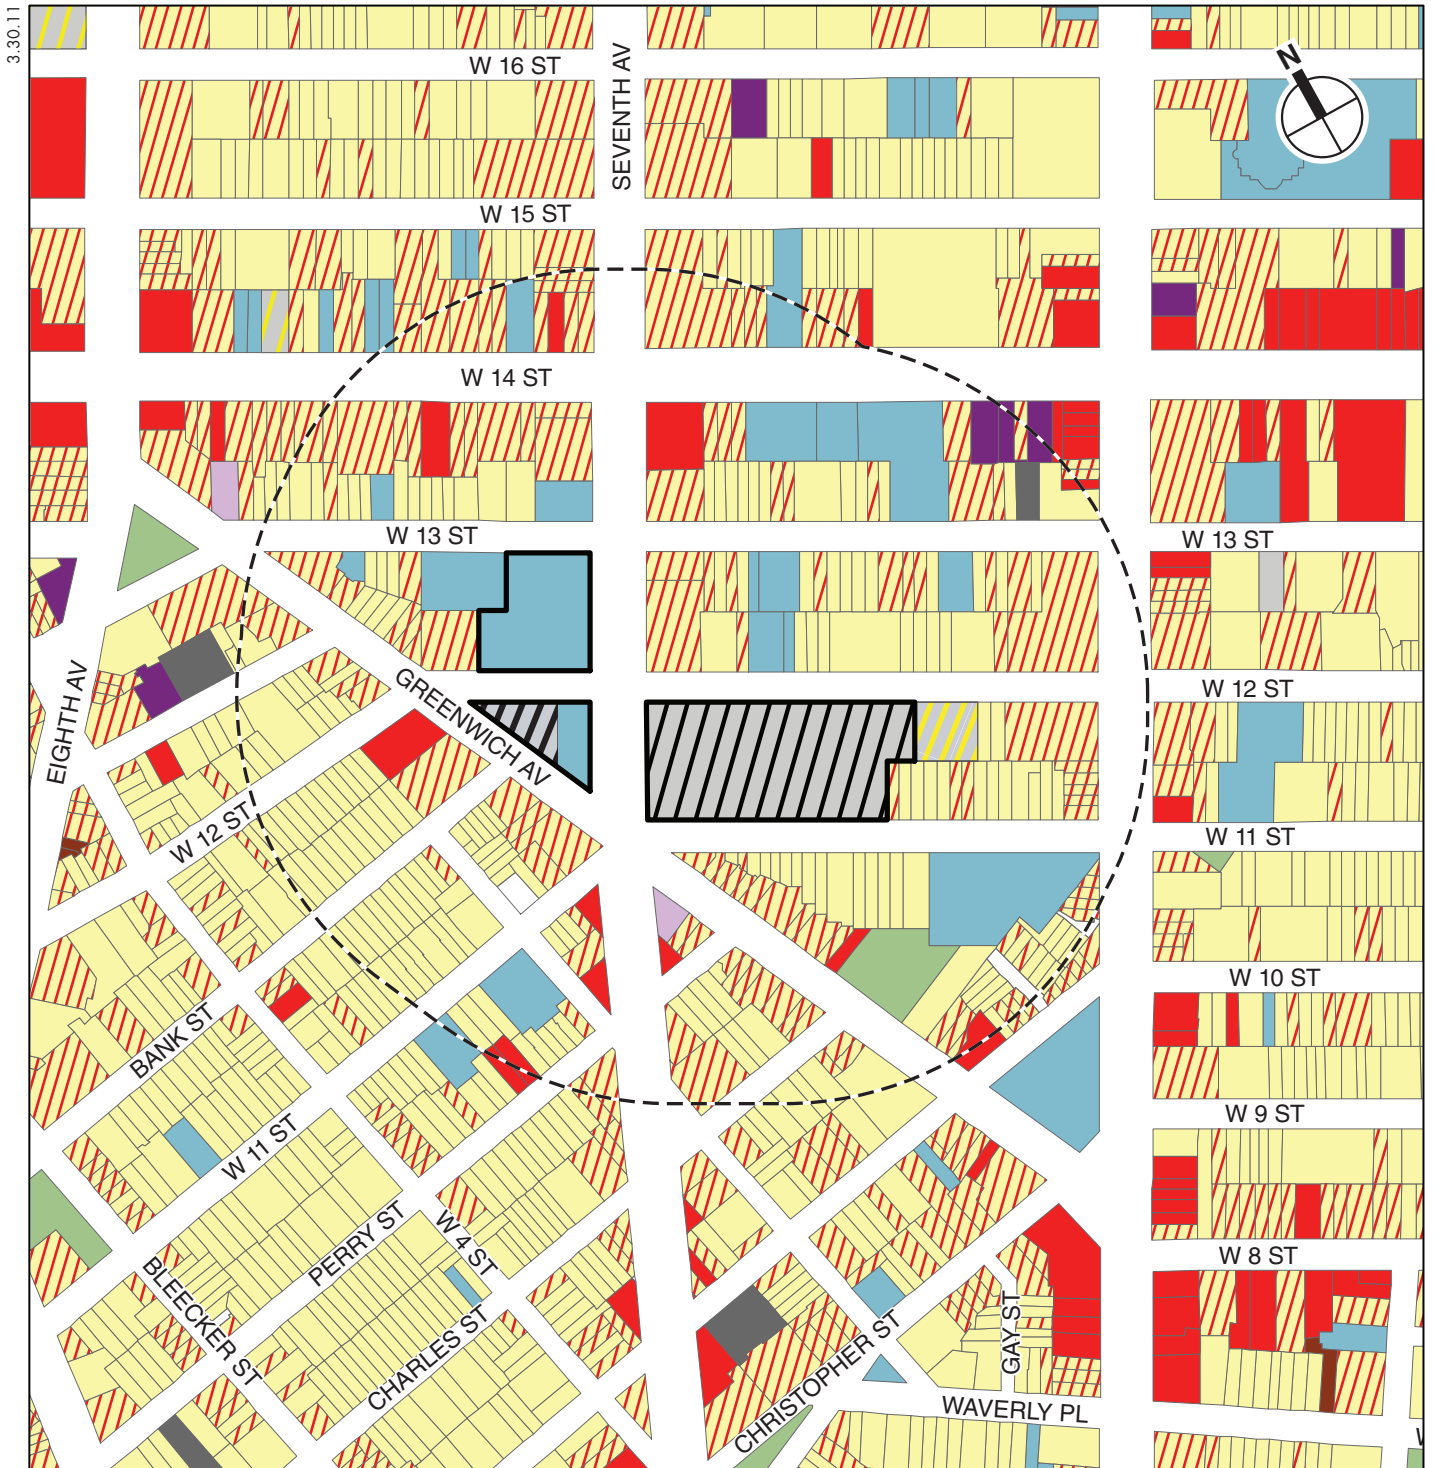 3.30.11
W 16 ST
SEVENTH AV
N
W 15 ST
W 14 ST
W 13 ST
W 13 ST
EIGHTH AV
GREENWICH AV
W 12 ST
W 12 ST
W 11 ST
W 10 ST
BANK ST
W 11 ST
W 9 ST
PERRY ST
W 4 ST
W 8 ST
BLEECKER ST
CHARLES ST
CHRISTOPHER ST
GAY ST
WAVERLY PL